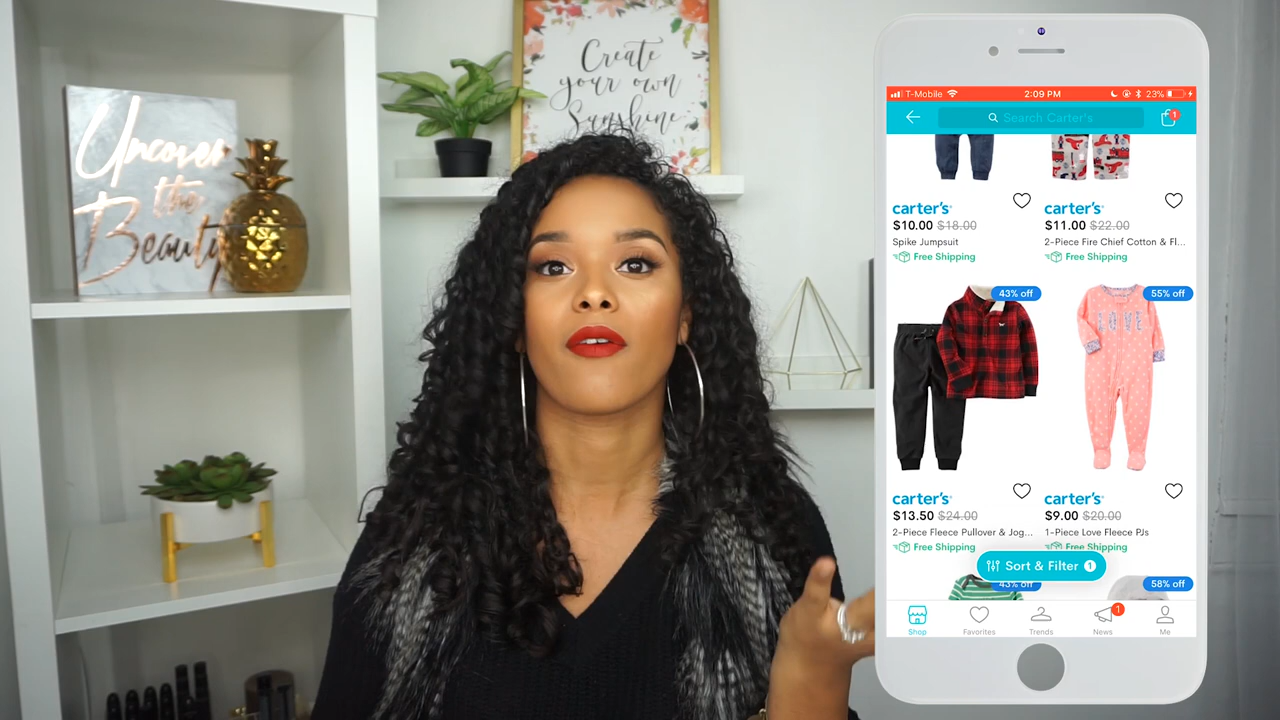 Uncover
the
Beauty
Create
your own
Sunshine
T-Mobile
2:09 PM
23%
Search Carter's
1
carter's
$10.00 $18.00
Spike Jumpsuit
Free Shipping
carter's
$11.00 $22.00
2-Piece Fire Chief Cotton & Fl...
Free Shipping
43% off
55% off
LOVE
carter's
$13.50 $24.00
2-Piece Fleece Pullover & Jog...
Free Shipping
carter's
$9.00 $20.00
1-Piece Love Fleece PJs
Free Shipping
Sort & Filter 1
43% off
58% off
Shop
Favorites
Trends
News
1
Me